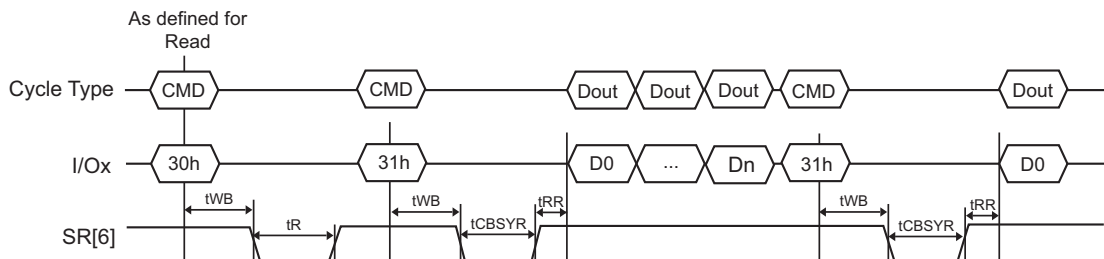 As defined for
Read
Cycle Type CMD CMD Dout Dout Dout CMD Dout
I/Ox 30h 31h D0 ... Dn 31h D0
tWB tR tWB tCBSYR tRR tWB tCBSYR tRR
SR[6]